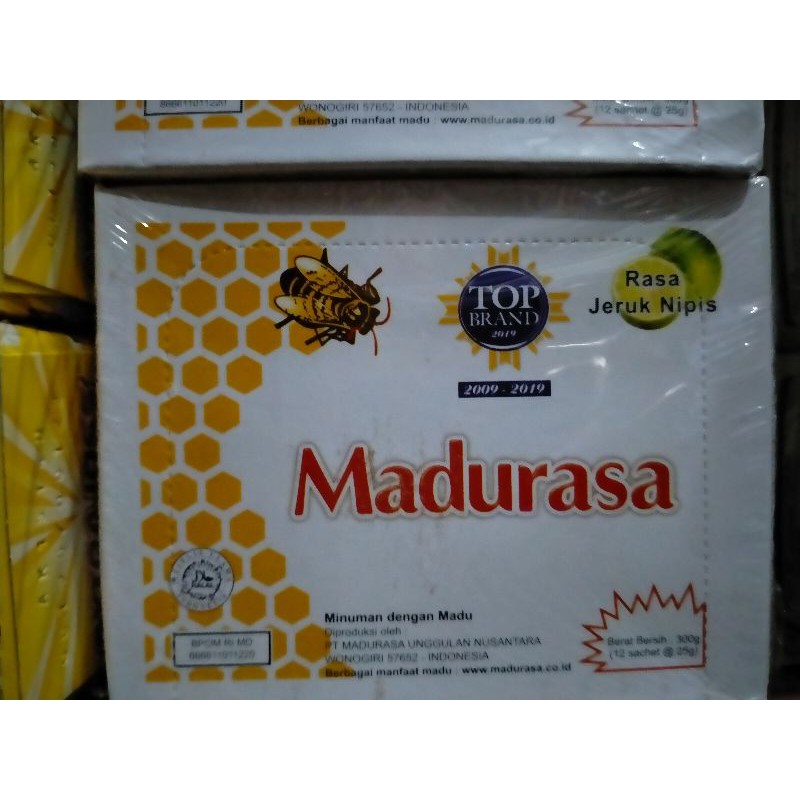 WONOGIRI 57652 - INDONESIA
Berbagai manfaat madu : www.madurasa.co.id
(12 sachet @ 25g)
TOP
BRAND
2019
2009 - 2019
Rasa
Jeruk Nipis
Madurasa
Minuman dengan Madu
Diproduksi oleh :
PT MADURASA UNGGULAN NUSANTARA
WONOGIRI 57652 - INDONESIA
Berbagai manfaat madu : www.madurasa.co.id
BPOM RI MD
Berat Bersih 300g
(12 sachet @ 25g)